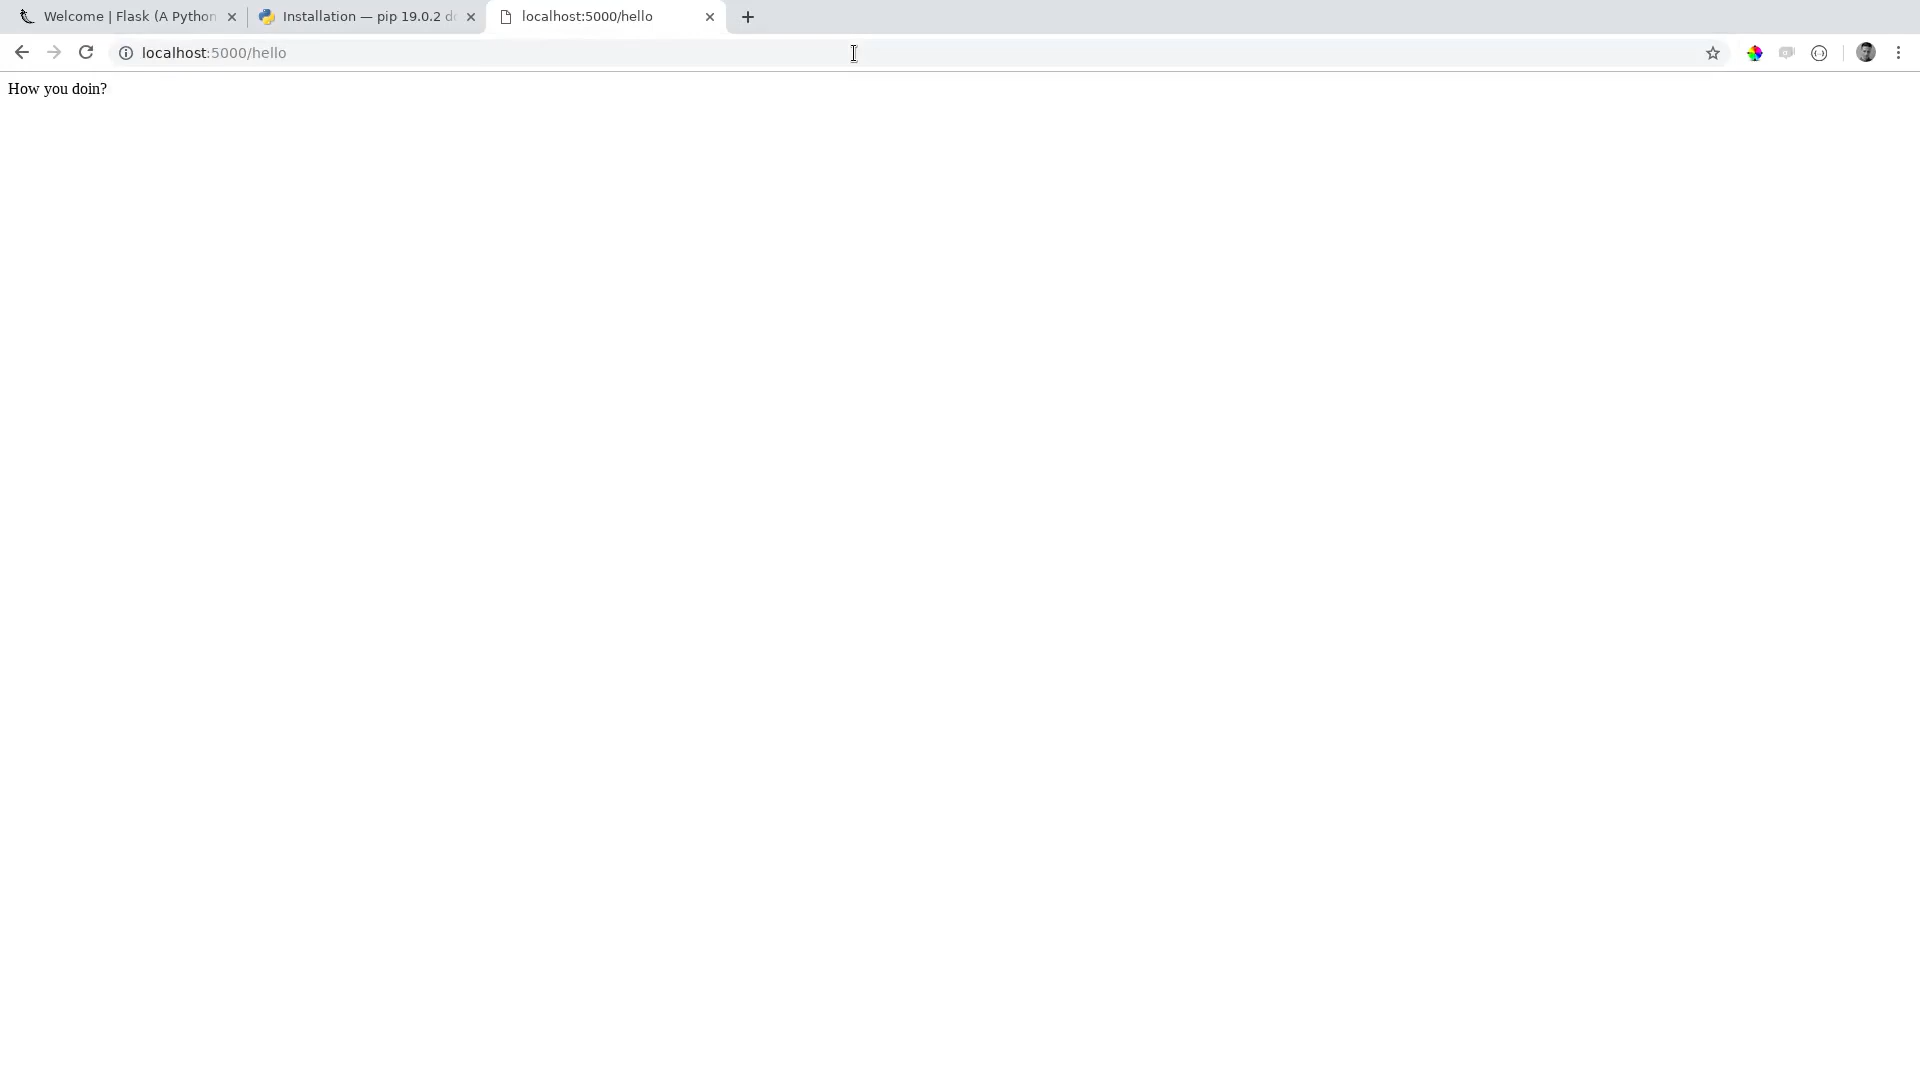 Welcome | Flask (A Python
Installation — pip 19.0.2 d
localhost:5000/hello
localhost:5000/hello
How you doin?